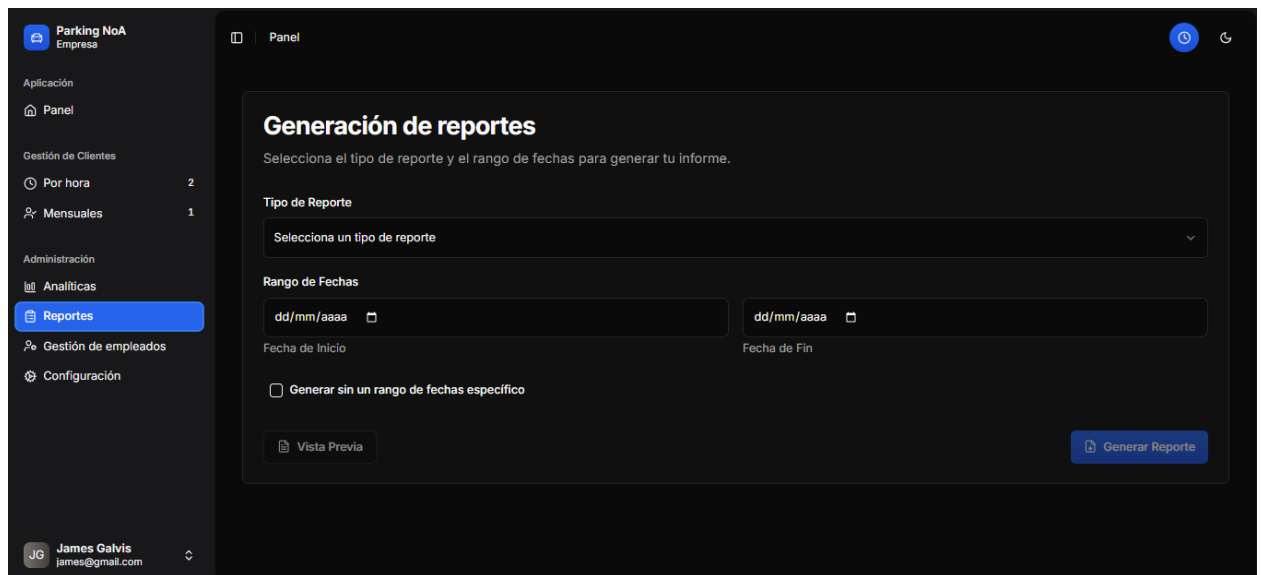 Parking NoA
Empresa
Aplicación
Panel
Gestión de Clientes
Por hora 2
Mensuales 1
Administración
Analíticas
Reportes
Gestión de empleados
Configuración
JG
James Galvis
james@gmail.com
Panel
Generación de reportes
Selecciona el tipo de reporte y el rango de fechas para generar tu informe.
Tipo de Reporte
Selecciona un tipo de reporte
Rango de Fechas
dd/mm/aaaa dd/mm/aaaa
Fecha de Inicio Fecha de Fin
Generar sin un rango de fechas específico
Vista Previa Generar Reporte